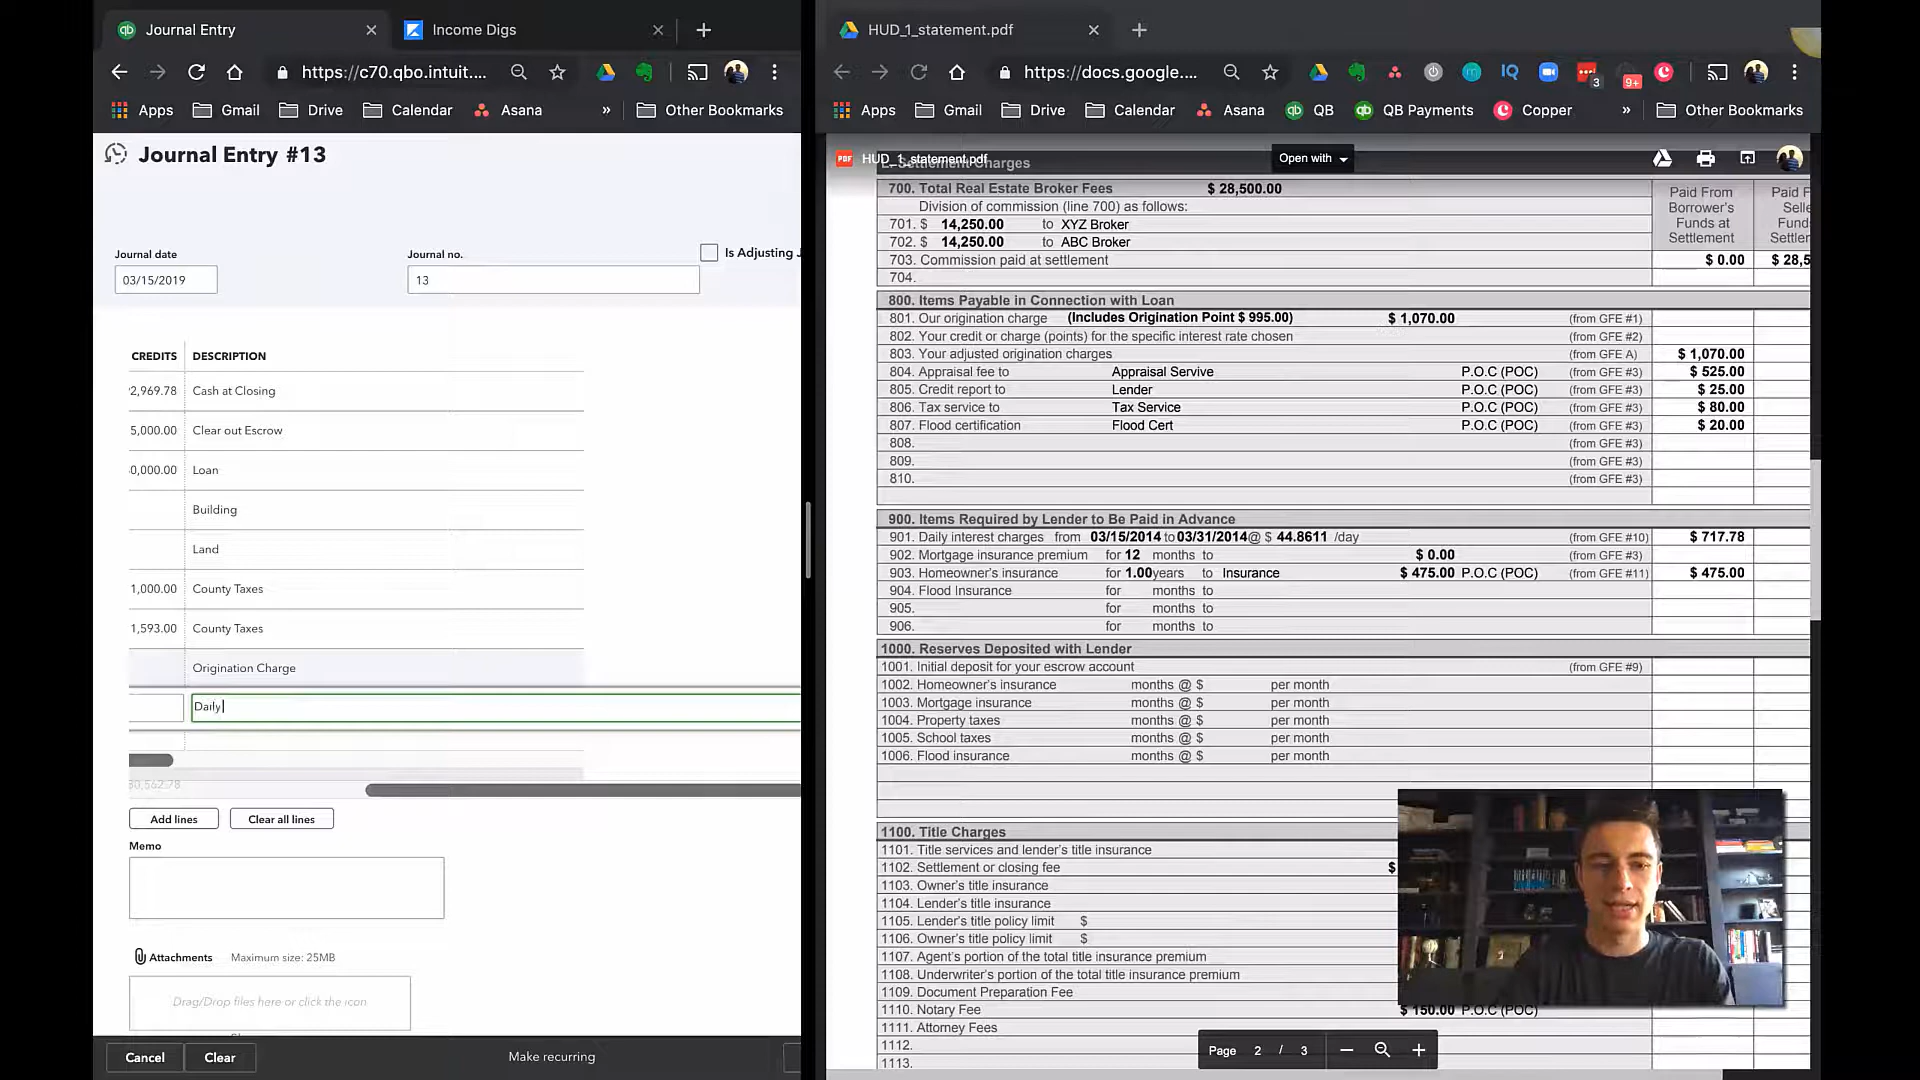 Journal Entry
Income Digs
https://c70.qbo.intuit....
Apps Gmail Drive Calendar Asana » Other Bookmarks
Journal Entry #13
Journal date
Journal no.
Is Adjusting J
03/15/2019
13
CREDITS DESCRIPTION
2,969.78 Cash at Closing
5,000.00 Clear out Escrow
0,000.00 Loan
Building
Land
1,000.00 County Taxes
1,593.00 County Taxes
Origination Charge
Daily
Add lines Clear all lines
Memo
Attachments Maximum size: 25MB
Drag/Drop files here or click the icon
Cancel Clear Make recurring
HUD_1_statement.pdf
https://docs.google....
IQ 3 9+
Apps Gmail Drive Calendar Asana QB QB Payments Copper » Other Bookmarks
PDF HUD_1_statement.pdf
Open with
Settlement Charges
700. Total Real Estate Broker Fees $ 28,500.00
Paid From
Borrower's
Funds at
Settlement
Paid F
Selle
Fund
Settler
Division of commission (line 700) as follows:
701. $ 14,250.00 to XYZ Broker
702. $ 14,250.00 to ABC Broker
703. Commission paid at settlement $ 0.00 $ 28,5
704.
800. Items Payable in Connection with Loan
801. Our origination charge (Includes Origination Point $ 995.00) $ 1,070.00 (from GFE #1)
802. Your credit or charge (points) for the specific interest rate chosen (from GFE #2)
803. Your adjusted origination charges (from GFE A) $ 1,070.00
804. Appraisal fee to Appraisal Servive P.O.C (POC) (from GFE #3) $ 525.00
805. Credit report to Lender P.O.C (POC) (from GFE #3) $ 25.00
806. Tax service to Tax Service P.O.C (POC) (from GFE #3) $ 80.00
807. Flood certification Flood Cert P.O.C (POC) (from GFE #3) $ 20.00
808. (from GFE #3)
809. (from GFE #3)
810. (from GFE #3)
900. Items Required by Lender to Be Paid in Advance
901. Daily interest charges from 03/15/2014 to 03/31/2014@ $ 44.8611 /day (from GFE #10) $ 717.78
902. Mortgage insurance premium for 12 months to $ 0.00 (from GFE #3)
903. Homeowner's insurance for 1.00years to Insurance $ 475.00 P.O.C (POC) (from GFE #11) $ 475.00
904. Flood Insurance for months to
905. for months to
906. for months to
1000. Reserves Deposited with Lender
1001. Initial deposit for your escrow account (from GFE #9)
1002. Homeowner's insurance months @ $ per month
1003. Mortgage insurance months @ $ per month
1004. Property taxes months @ $ per month
1005. School taxes months @ $ per month
1006. Flood insurance months @ $ per month
1100. Title Charges
1101. Title services and lender's title insurance
1102. Settlement or closing fee $
1103. Owner's title insurance
1104. Lender's title insurance
1105. Lender's title policy limit $
1106. Owner's title policy limit $
1107. Agent's portion of the total title insurance premium
1108. Underwriter's portion of the total title insurance premium
1109. Document Preparation Fee
1110. Notary Fee $ 150.00 P.O.C (POC)
1111. Attorney Fees
1112.
1113.
Page 2 / 3